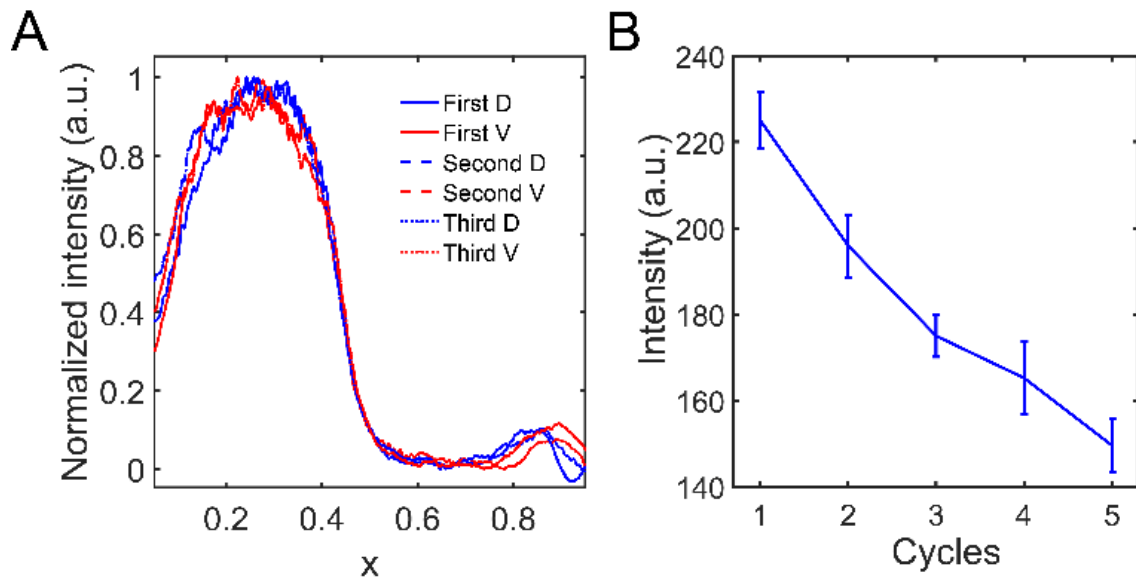 A
Normalized intensity (a.u.)
1
0.8
0.6
0.4
0.2
0
First D
First V
Second D
Second V
Third D
Third V
0.2 0.4 0.6 0.8
x
B
Intensity (a.u.)
240
220
200
180
160
140
1 2 3 4 5
Cycles